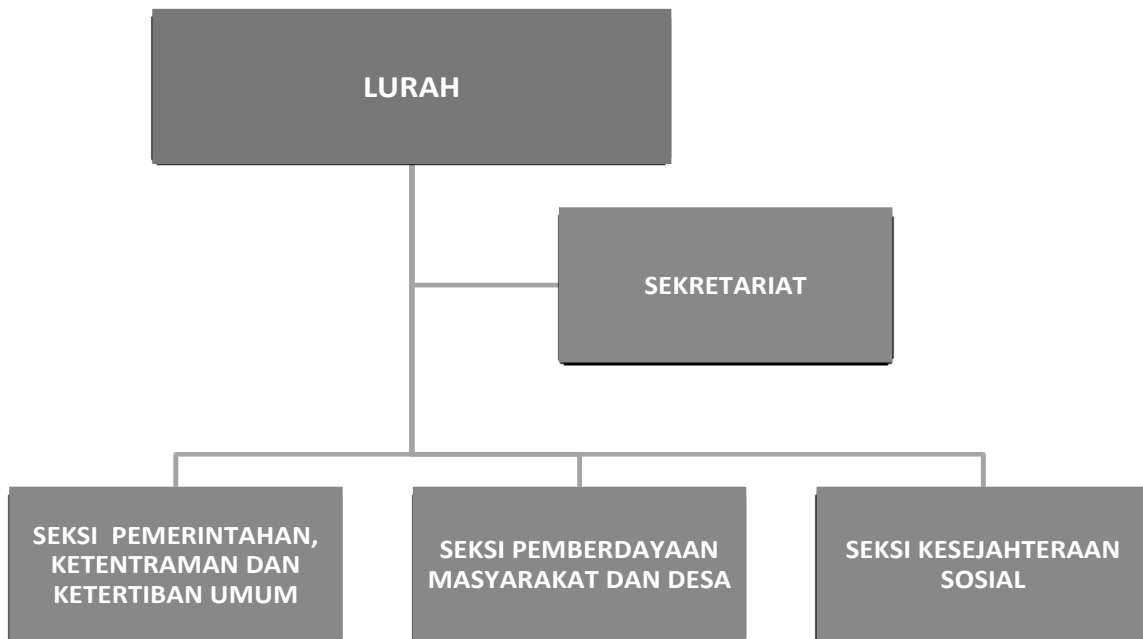 LURAH
SEKRETARIAT
SEKSI PEMERINTAHAN,
KETENTRAMAN DAN
KETERTIBAN UMUM
SEKSI PEMBERDAYAAN
MASYARAKAT DAN DESA
SEKSI KESEJAHTERAAN
SOSIAL